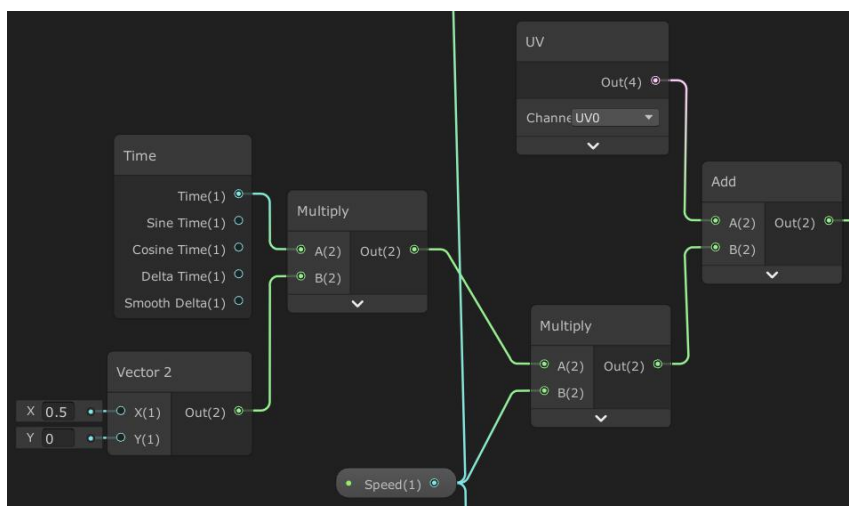 UV
Out(4)
Channe UV0
Time
Time(1)
Sine Time(1)
Cosine Time(1)
Delta Time(1)
Smooth Delta(1)
Multiply
A(2) Out(2)
B(2)
Add
A(2) Out(2)
B(2)
Vector 2
X 0.5 X(1) Out(2)
Y 0 Y(1)
Multiply
A(2) Out(2)
B(2)
Speed(1)